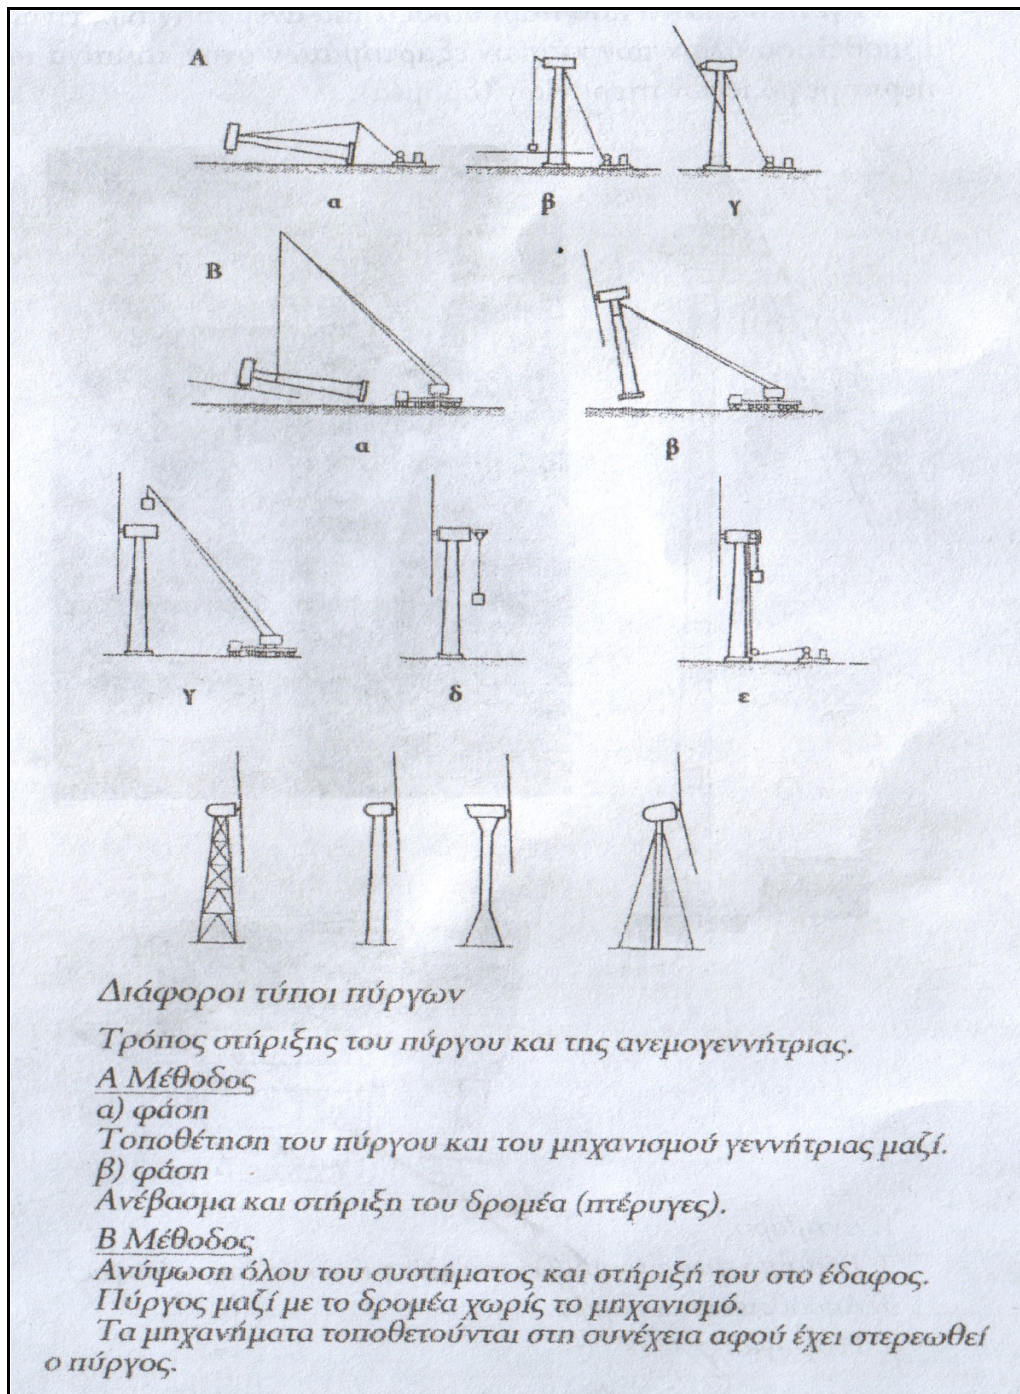 Α
α
β
γ
Β
α
β
γ
δ
ε
Διάφοροι τύποι πύργων
Τρόπος στήριξης του πύργου και της ανεμογεννήτριας.
Α Μέθοδος
α) φάση
Τοποθέτηση του πύργου και του μηχανισμού γεννήτριας μαζί.
β) φάση
Ανέβασμα και στήριξη του δρομέα (πτέρυγες).
Β Μέθοδος
Ανύψωση όλου του συστήματος και στήριξή του στο έδαφος.
Πύργος μαζί με το δρομέα χωρίς το μηχανισμό.
Τα μηχανήματα τοποθετούνται στη συνέχεια αφού έχει στερεωθεί
ο πύργος.